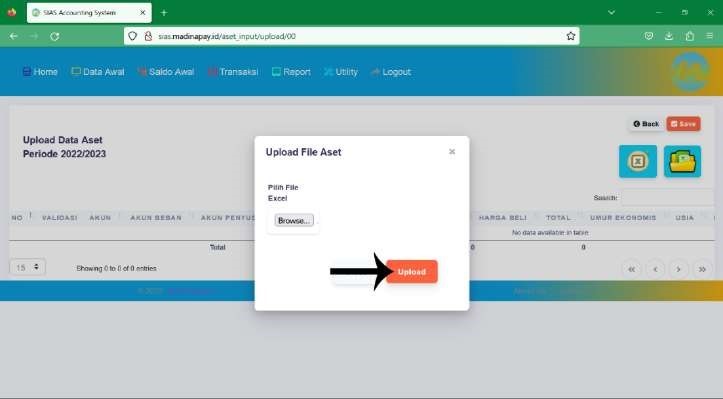 SIAS Accounting System
sias.madinapay.id/aset_input/upload/00
Home Data Awal Saldo Awal Transaksi Report Utility Logout
Back Save
Upload Data Aset
Periode 2022/2023
Upload File Aset
Pilih File
Excel
Browse...
Upload
Search:
NO VALIDASI AKUN AKUN BEBAN AKUN PENYUS HARGA BELI TOTAL UMUR EKONOMIS USIA
No data available in table
Total 0 0
15 Showing 0 to 0 of 0 entries